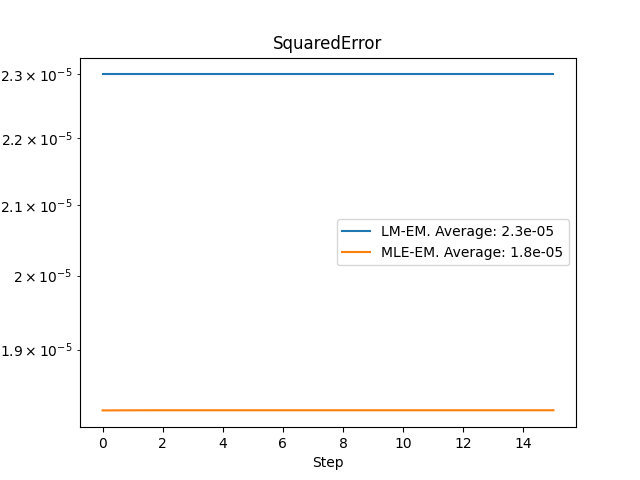 SquaredError
2.3 × 10⁻⁵
2.2 × 10⁻⁵
2.1 × 10⁻⁵
2 × 10⁻⁵
1.9 × 10⁻⁵
LM-EM. Average: 2.3e-05
MLE-EM. Average: 1.8e-05
0 2 4 6 8 10 12 14
Step